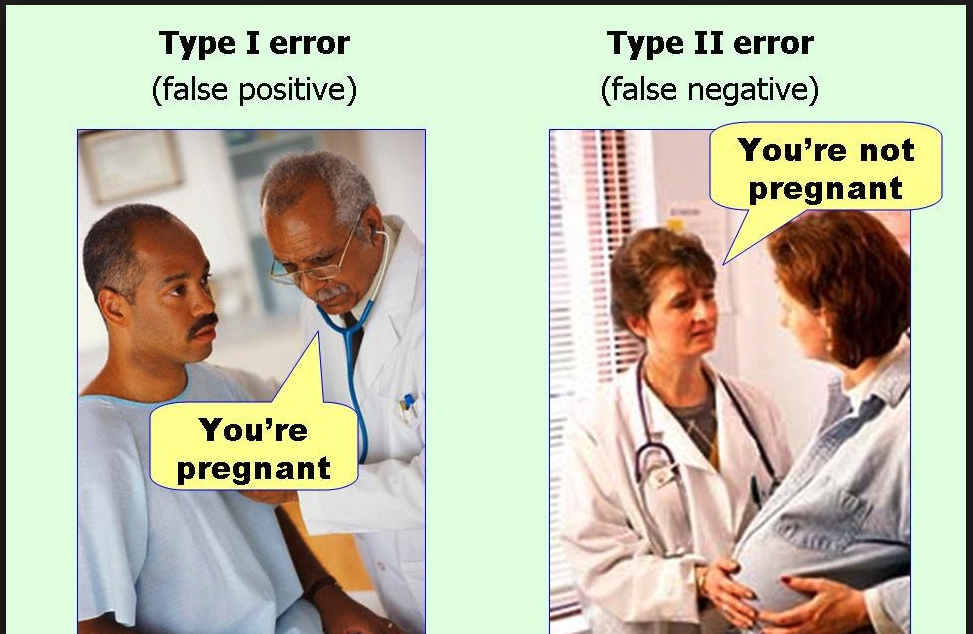 Type I error
(false positive)
You're
pregnant
Type II error
(false negative)
You're not
pregnant